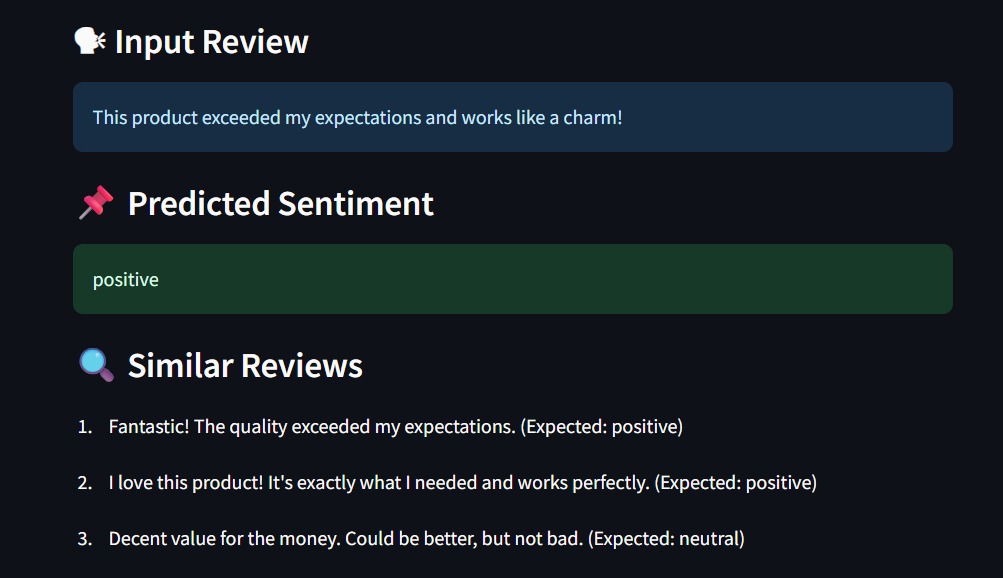 Input Review
This product exceeded my expectations and works like a charm!
Predicted Sentiment
positive
Similar Reviews
1. Fantastic! The quality exceeded my expectations. (Expected: positive)
2. I love this product! It's exactly what I needed and works perfectly. (Expected: positive)
3. Decent value for the money. Could be better, but not bad. (Expected: neutral)